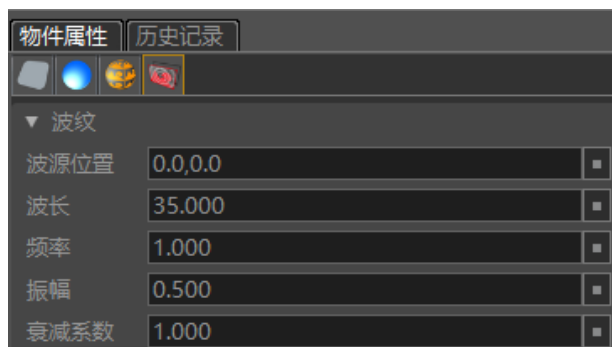 物件属性 历史记录
▼ 波纹
波源位置 0.0,0.0
波长 35.000
频率 1.000
振幅 0.500
衰减系数 1.000